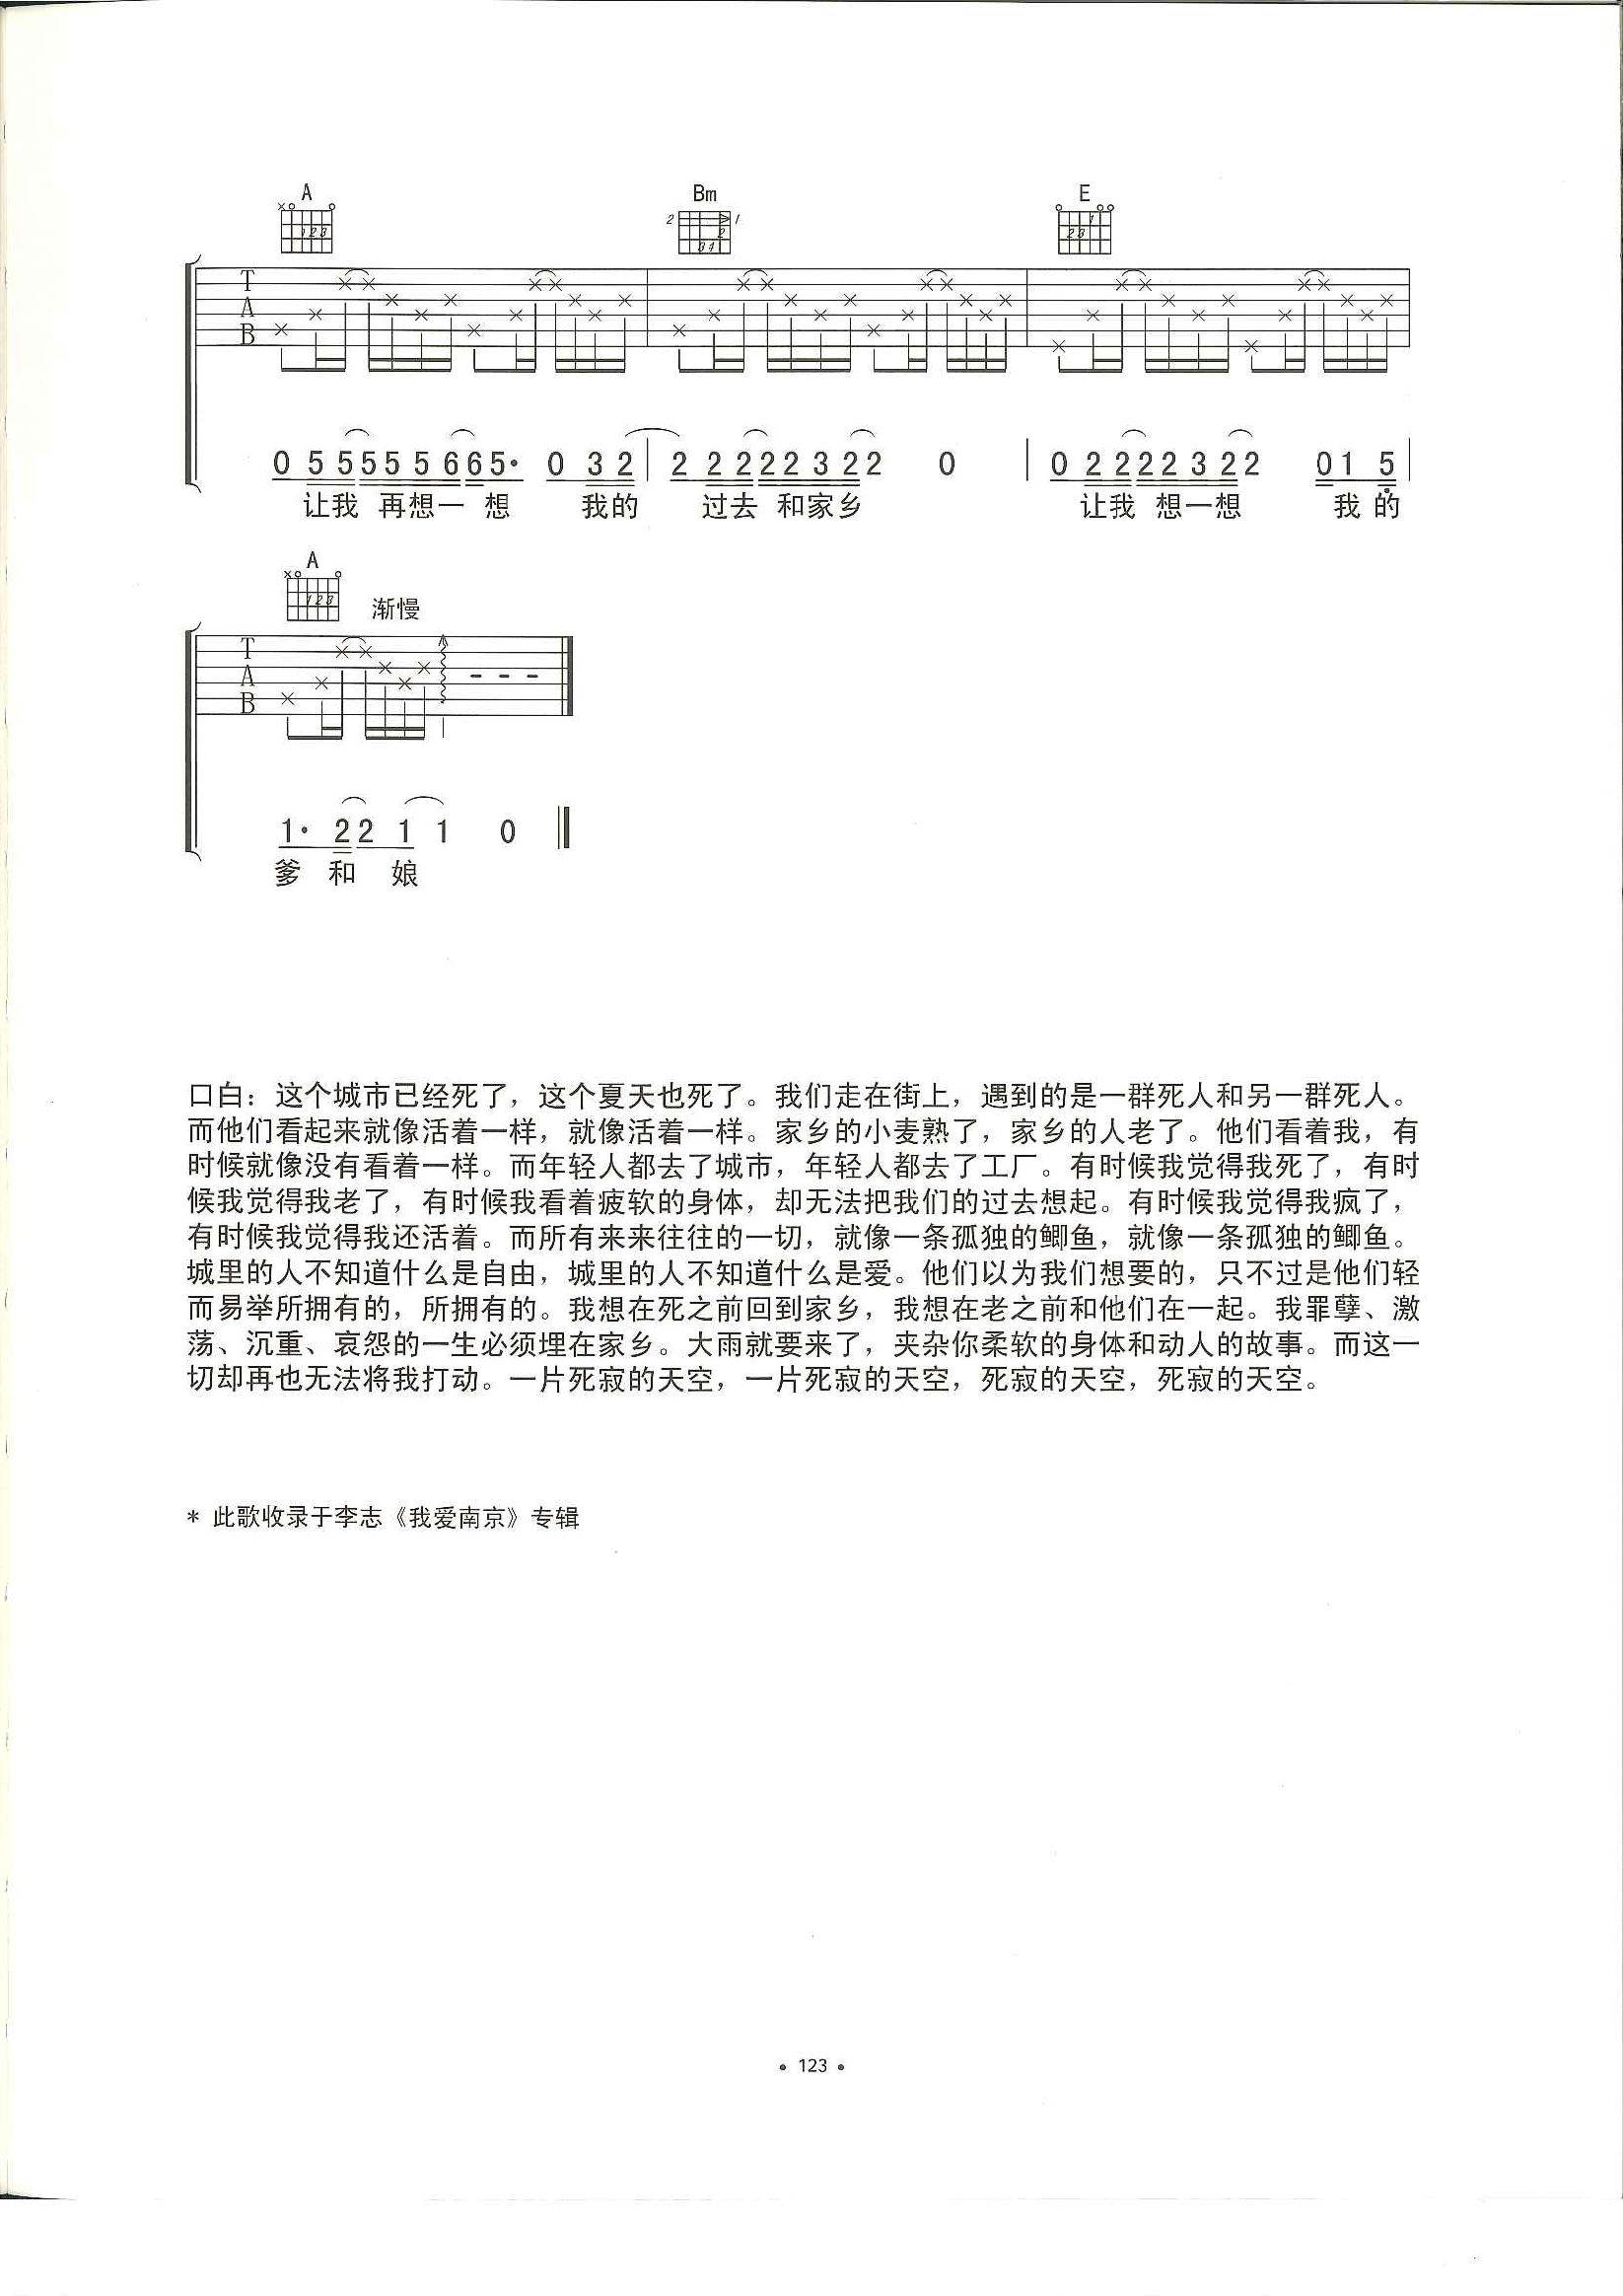 A Bm E
T
A
B
0 5 5 5 5 5 6 6 5· 0 3 2 2 2 2 2 2 3 2 2 0 0 2 2 2 2 3 2 2 0 1 5
让我 再想一 想 我的 过去 和家乡 让我 想一想 我的
A
渐慢
T
A
B
1· 2 2 1 1 0
爹 和 娘
口白：这个城市已经死了，这个夏天也死了。我们走在街上，遇到的是一群死人和另一群死人。
而他们看起来就像活着一样，就像活着一样。家乡的小麦熟了，家乡的人老了。他们看着我，有
时候就像没有看着一样。而年轻人都去了城市，年轻人都去了工厂。有时候我觉得我死了，有时
候我觉得我老了，有时候我看着疲软的身体，却无法把我们的过去想起。有时候我觉得我疯了，
有时候我觉得我还活着。而所有来来往往的一切，就像一条孤独的鲫鱼，就像一条孤独的鲫鱼。
城里的人不知道什么是自由，城里的人不知道什么是爱。他们以为我们想要的，只不过是他们轻
而易举所拥有的，所拥有的。我想在死之前回到家乡，我想在老之前和他们在一起。我罪孽、激
荡、沉重、哀怨的一生必须埋在家乡。大雨就要来了，夹杂你柔软的身体和动人的故事。而这一
切却再也无法将我打动。一片死寂的天空，一片死寂的天空，死寂的天空，死寂的天空。
* 此歌收录于李志《我爱南京》专辑
• 123 •